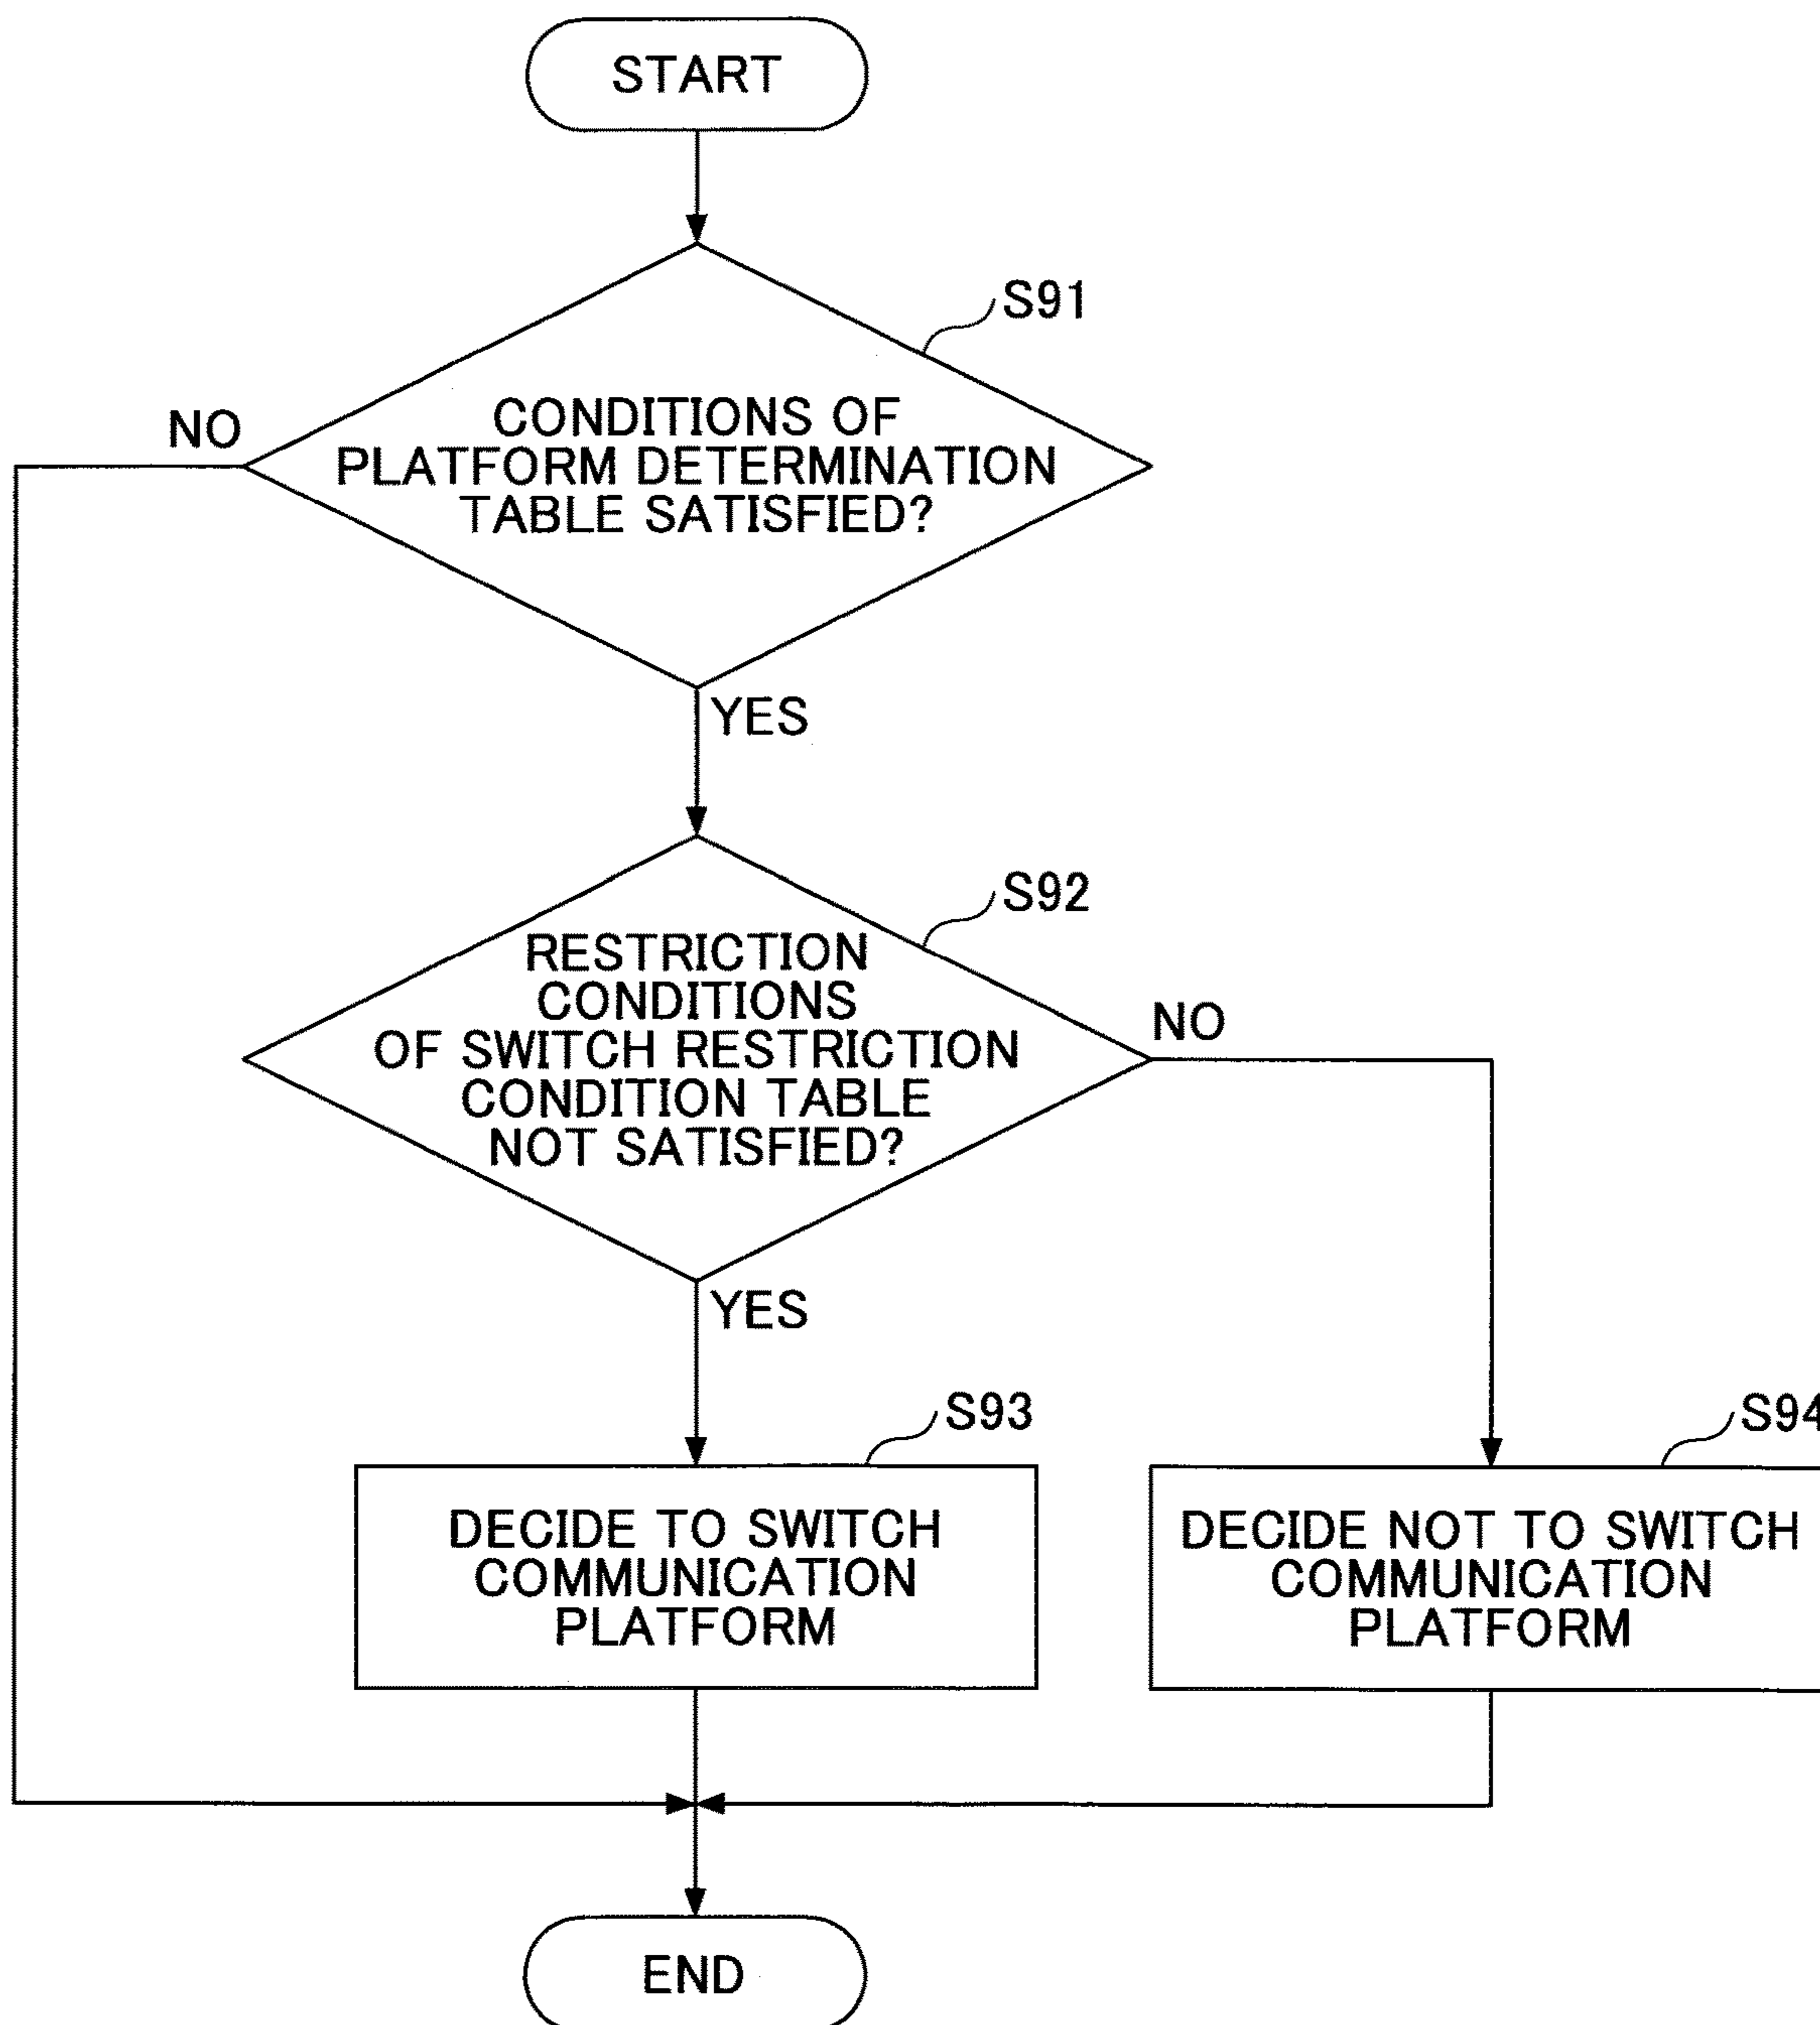 START
S91
CONDITIONS OF
PLATFORM DETERMINATION
TABLE SATISFIED?
NO
YES
S92
RESTRICTION
CONDITIONS
OF SWITCH RESTRICTION
CONDITION TABLE
NOT SATISFIED?
NO
YES
S93
DECIDE TO SWITCH
COMMUNICATION
PLATFORM
S94
DECIDE NOT TO SWITCH
COMMUNICATION
PLATFORM
END